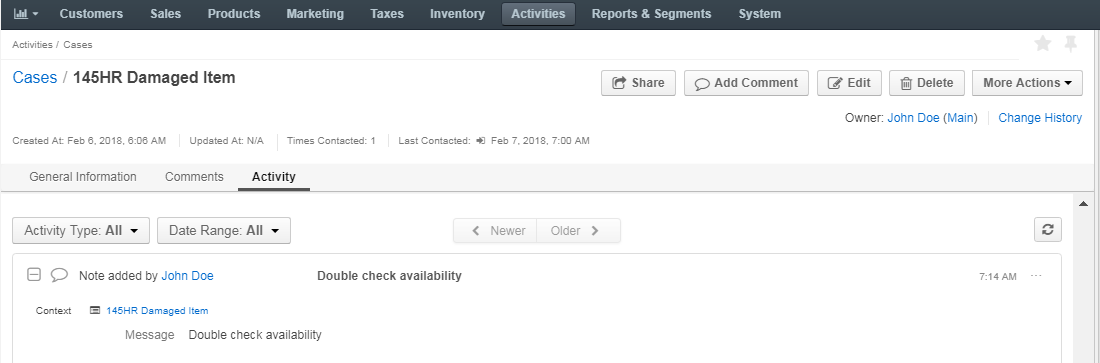 Customers Sales Products Marketing Taxes Inventory Activities Reports & Segments System
Activities / Cases
Cases / 145HR Damaged Item
Share Add Comment Edit Delete More Actions
Owner: John Doe (Main) Change History
Created At: Feb 6, 2018, 6:06 AM Updated At: N/A Times Contacted: 1 Last Contacted: Feb 7, 2018, 7:00 AM
General Information Comments Activity
Activity Type: All Date Range: All Newer Older
Note added by John Doe Double check availability 7:14 AM ...
Context 145HR Damaged Item
Message Double check availability